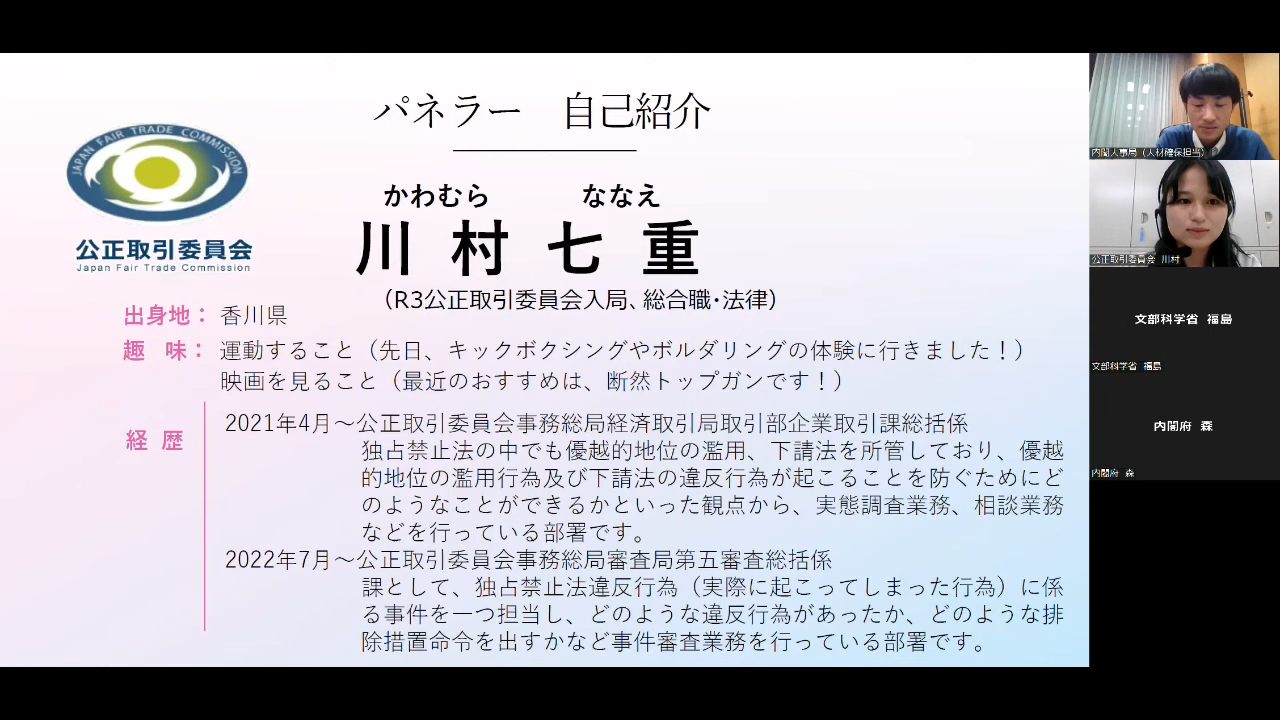 パネラー 自己紹介
JAPAN FAIR TRADE COMMISSION
公正取引委員会
Japan Fair Trade Commission
かわむら ななえ
川村七重
（R3公正取引委員会入局、総合職・法律）
出身地： 香川県
趣 味： 運動すること（先日、キックボクシングやボルダリングの体験に行きました！）
映画を見ること（最近のおすすめは、断然トップガンです！）
経 歴
2021年4月～公正取引委員会事務総局経済取引局取引部企業取引課総括係
独占禁止法の中でも優越的地位の濫用、下請法を所管しており、優越
的地位の濫用行為及び下請法の違反行為が起こることを防ぐためにど
のようなことができるかといった観点から、実態調査業務、相談業務
などを行っている部署です。
2022年7月～公正取引委員会事務総局審査局第五審査総括係
課として、独占禁止法違反行為（実際に起こってしまった行為）に係
る事件を一つ担当し、どのような違反行為があったか、どのような排
除措置命令を出すかなど事件審査業務を行っている部署です。
内閣人事局（人材確保担当）
公正取引委員会 川村
文部科学省 福島
文部科学省 福島
内閣府 森
内閣府 森